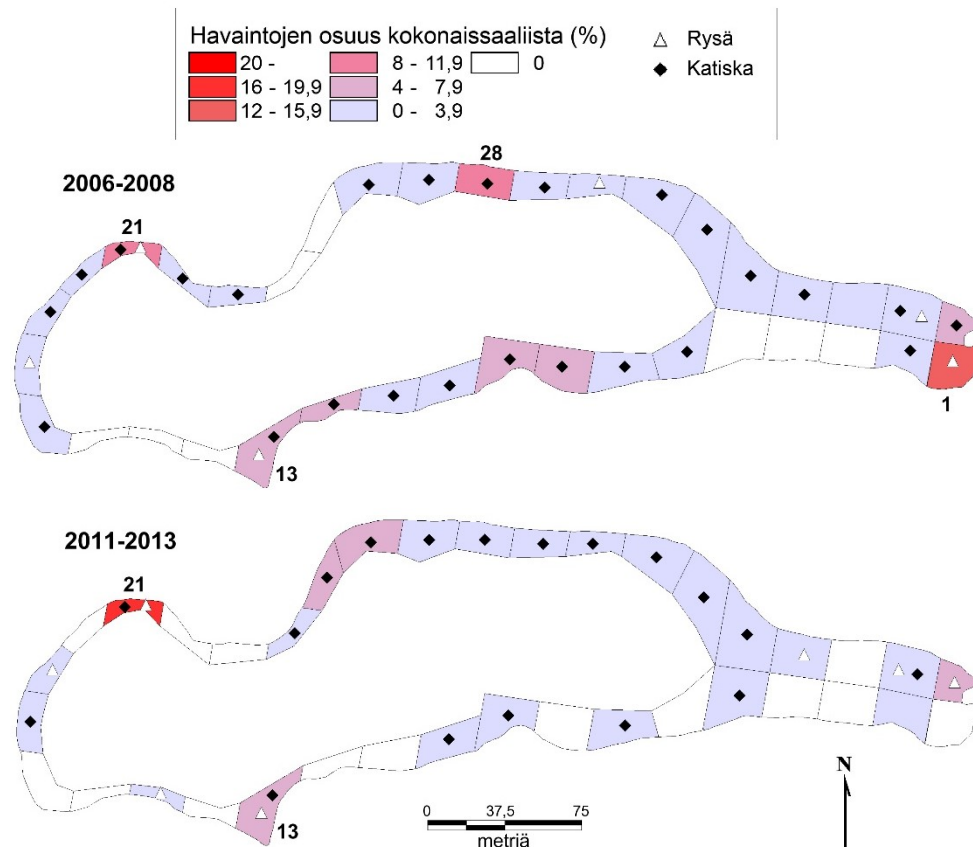 Havaintojen osuus kokonaissaaliista (%)
20 -
8 - 11,9
0
16 - 19,9
4 - 7,9
12 - 15,9
0 - 3,9
Rysä
Katiska
2006-2008
28
21
1
13
2011-2013
21
13
N
0 37,5 75
metriä